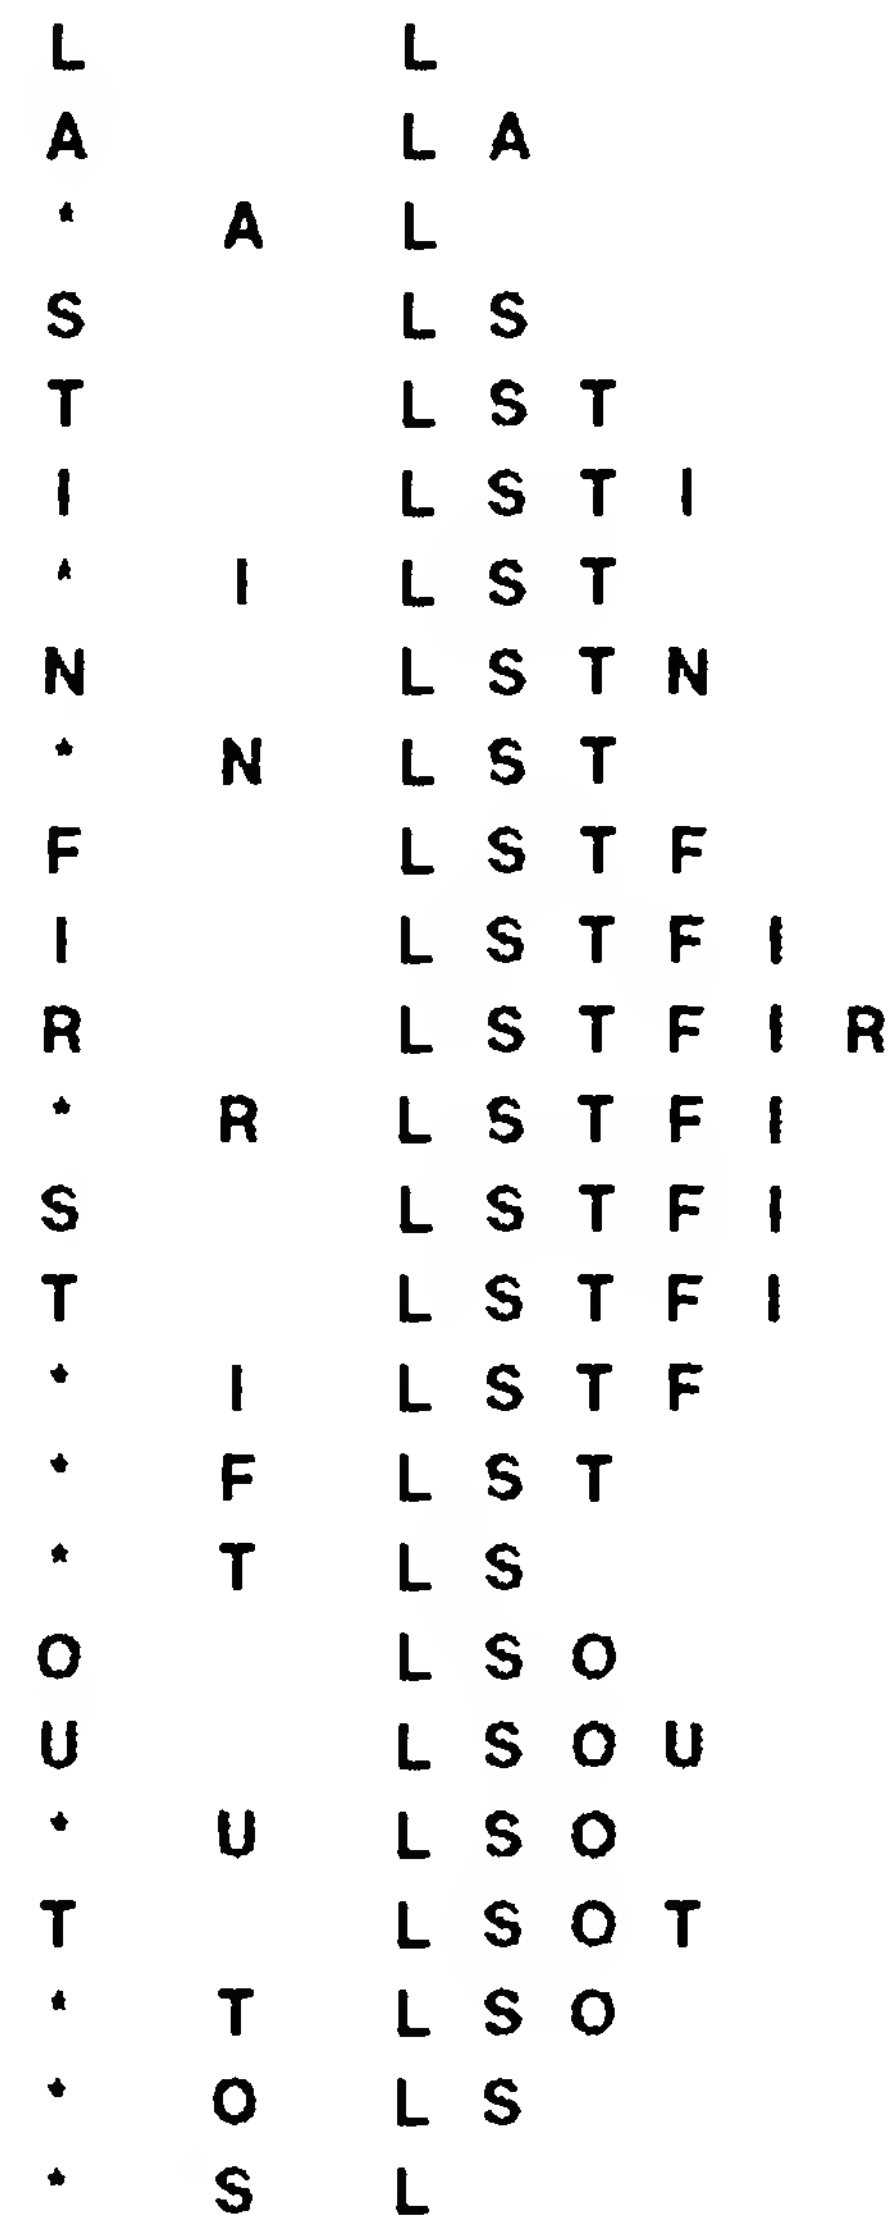 L L
A L A
* A L
S L S
T L S T
I L S T I
* I L S T
N L S T N
* N L S T
F L S T F
I L S T F I
R L S T F I R
* R L S T F I
S L S T F I
T L S T F I
* I L S T F
* F L S T
* T L S
O L S O
U L S O U
* U L S O
T L S O T
* T L S O
* O L S
* S L